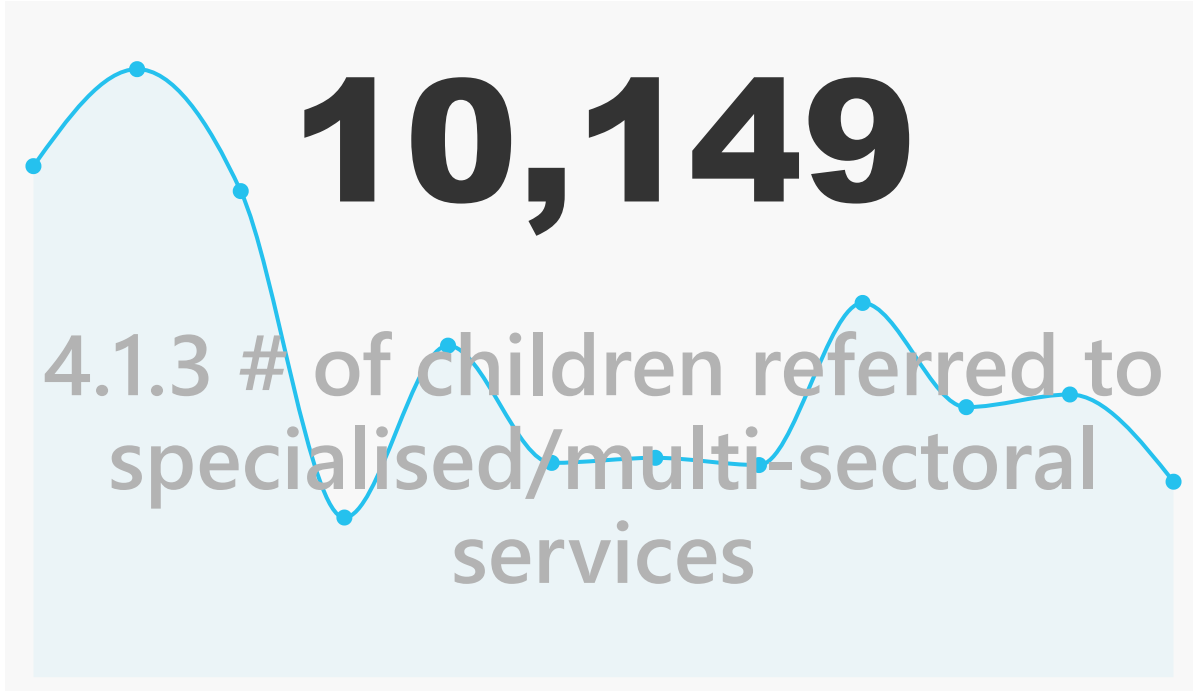 10,149
4.1.3 # of children referred to
specialised/multi-sectoral
services